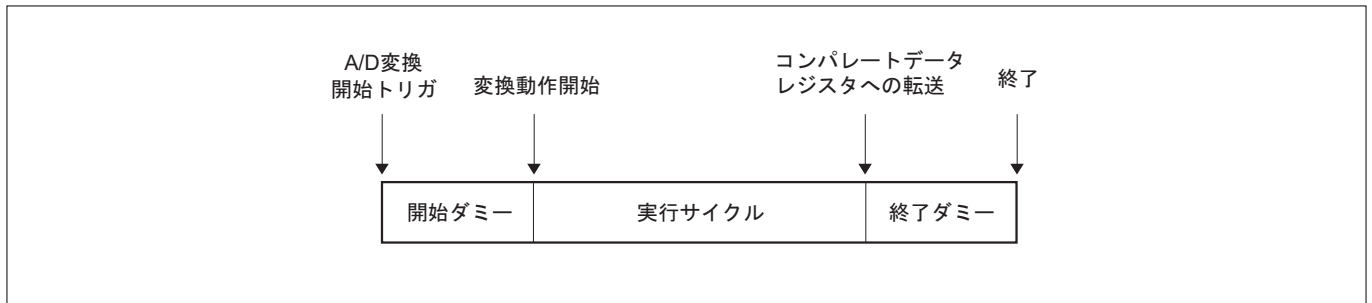 A/D変換
開始トリガ
変換動作開始
コンパレートデータ
レジスタへの転送
終了
開始ダミー
実行サイクル
終了ダミー